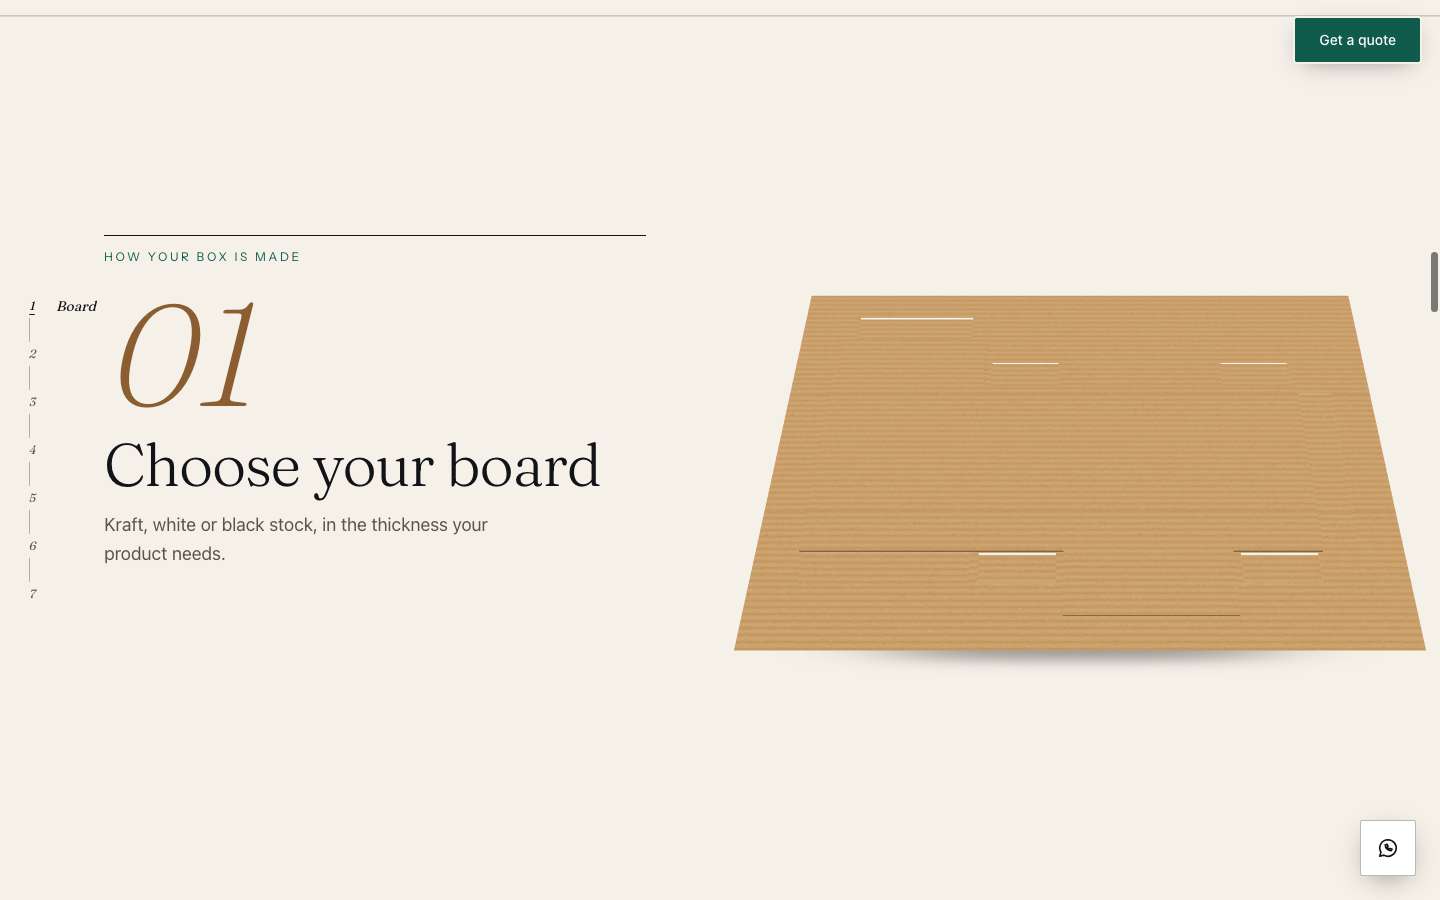 Get a quote
HOW YOUR BOX IS MADE
1 Board
2
3
4
5
6
7
01
Choose your board
Kraft, white or black stock, in the thickness your
product needs.